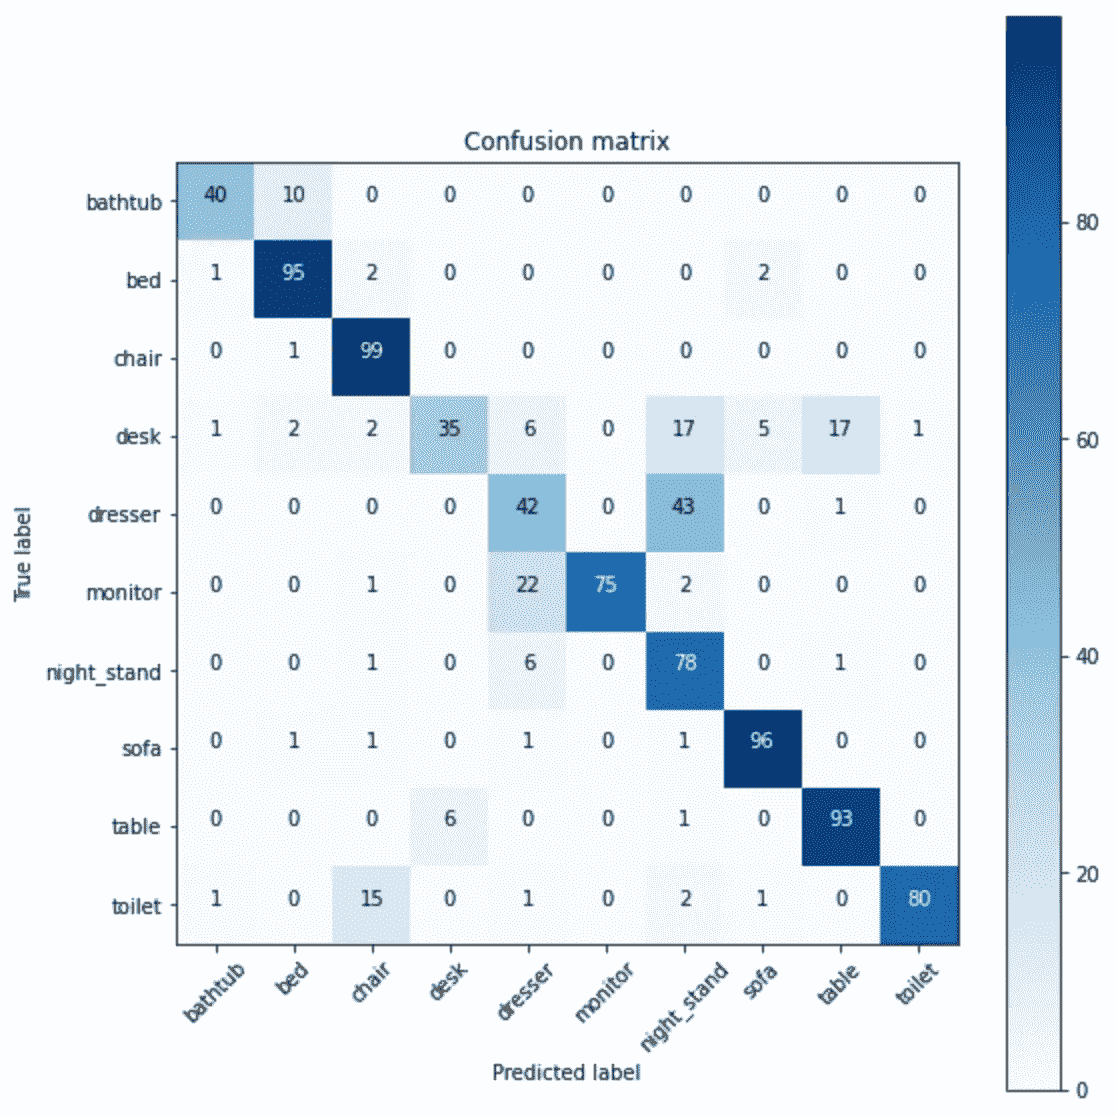 Confusion matrix
bathtub 40 10 0 0 0 0 0 0 0 0
bed 1 95 2 0 0 0 0 2 0 0
chair 0 1 99 0 0 0 0 0 0 0
desk 1 2 2 35 6 0 17 5 17 1
dresser 0 0 0 0 42 0 43 0 1 0
monitor 0 0 1 0 22 75 2 0 0 0
night_stand 0 0 1 0 6 0 78 0 1 0
sofa 0 1 1 0 1 0 1 96 0 0
table 0 0 0 6 0 0 1 0 93 0
toilet 1 0 15 0 1 0 2 1 0 80
True label
bathtub bed chair desk dresser monitor night_stand sofa table toilet
Predicted label
80
60
40
20
0